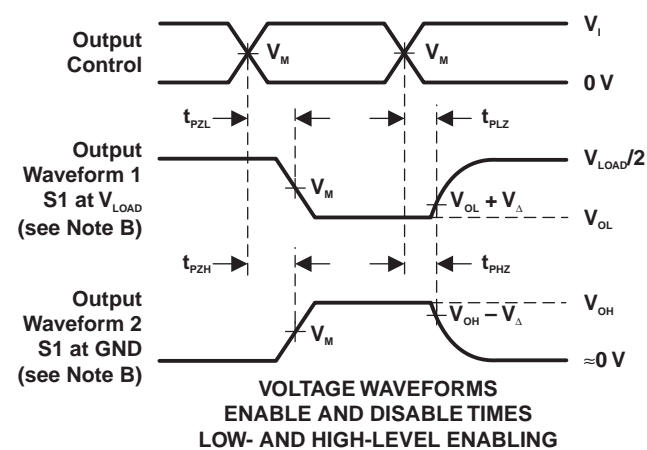 Output
Control
V_M
V_M
V_I
0 V
t_PZL
t_PLZ
Output
Waveform 1
S1 at V_LOAD
(see Note B)
V_M
V_OL + V_Δ
V_LOAD/2
V_OL
t_PZH
t_PHZ
Output
Waveform 2
S1 at GND
(see Note B)
V_M
V_OH – V_Δ
V_OH
≈0 V
VOLTAGE WAVEFORMS
ENABLE AND DISABLE TIMES
LOW- AND HIGH-LEVEL ENABLING